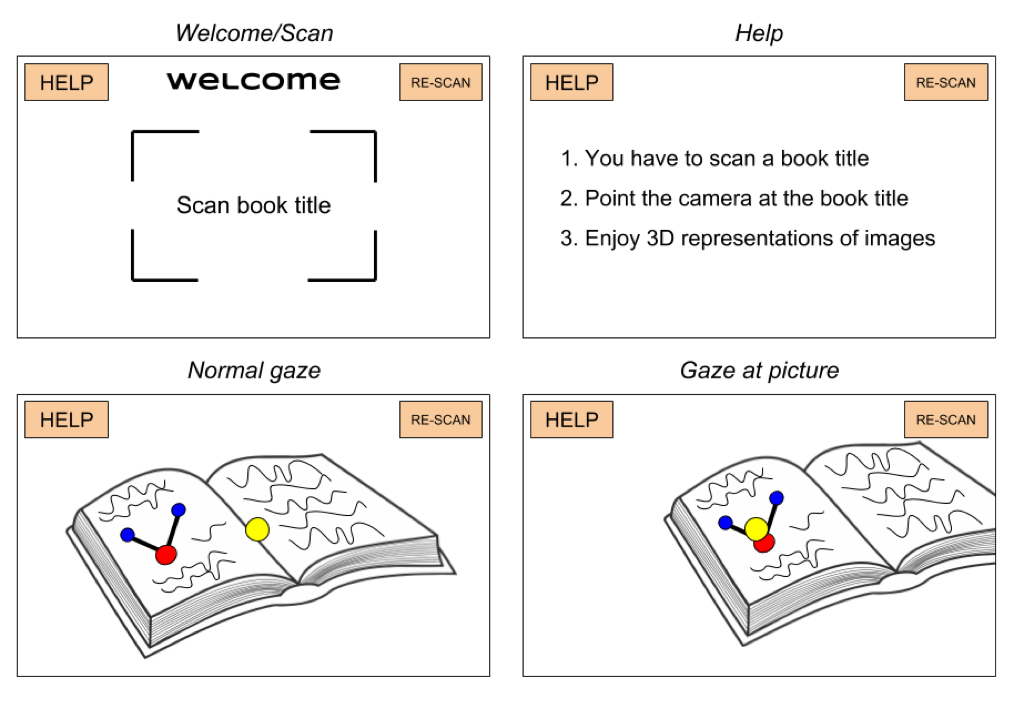 Welcome/Scan
HELP
welcome
RE-SCAN
Scan book title
Help
HELP
RE-SCAN
1. You have to scan a book title
2. Point the camera at the book title
3. Enjoy 3D representations of images
Normal gaze
HELP
RE-SCAN
Gaze at picture
HELP
RE-SCAN